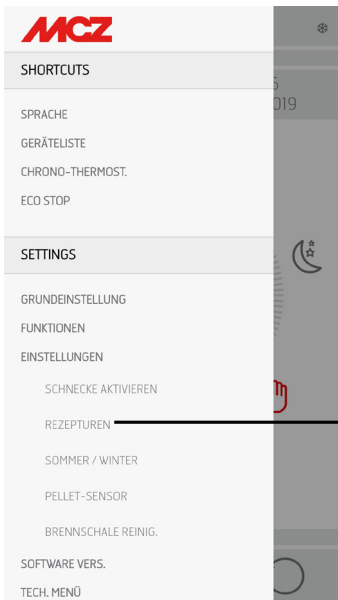 MCZ
SHORTCUTS
SPRACHE
GERÄTELISTE
CHRONO-THERMOST.
ECO STOP
SETTINGS
GRUNDEINSTELLUNG
FUNKTIONEN
EINSTELLUNGEN
SCHNECKE AKTIVIEREN
REZEPTUREN
SOMMER / WINTER
PELLET-SENSOR
BRENNSCHALE REINIG.
SOFTWARE VERS.
TECH. MENÜ
019